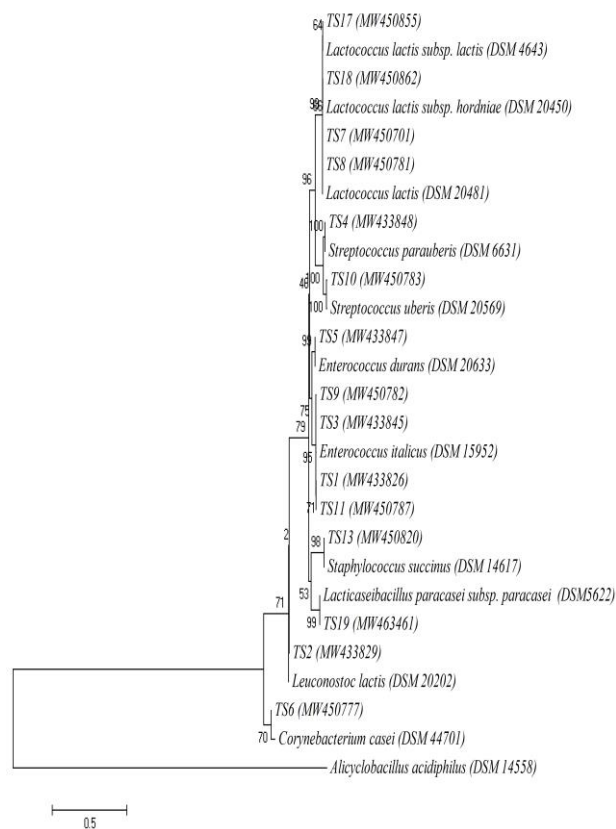 64
TS17 (MW450855)
Lactococcus lactis subsp. lactis (DSM 4643)
TS18 (MW450862)
Lactococcus lactis subsp. hordniae (DSM 20450)
TS7 (MW450701)
TS8 (MW450781)
96
Lactococcus lactis (DSM 20481)
TS4 (MW433848)
100
Streptococcus parauberis (DSM 6631)
100
TS10 (MW450783)
46
100
Streptococcus uberis (DSM 20569)
TS5 (MW433847)
99
Enterococcus durans (DSM 20633)
TS9 (MW450782)
75
TS3 (MW433845)
79
Enterococcus italicus (DSM 15952)
95
TS1 (MW433826)
71
TS11 (MW450787)
2
98
TS13 (MW450820)
Staphylococcus succinus (DSM 14617)
53
Lacticaseibacillus paracasei subsp. paracasei (DSM5622)
71
99
TS19 (MW463461)
TS2 (MW433829)
Leuconostoc lactis (DSM 20202)
TS6 (MW450777)
70
Corynebacterium casei (DSM 44701)
Alicyclobacillus acidiphilus (DSM 14558)
0.5